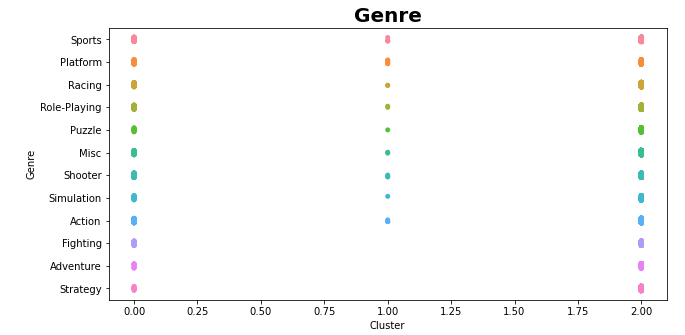 Genre
Sports
Platform
Racing
Role-Playing
Puzzle
Misc
Shooter
Simulation
Action
Fighting
Adventure
Strategy
Genre
0.00 0.25 0.50 0.75 1.00 1.25 1.50 1.75 2.00
Cluster